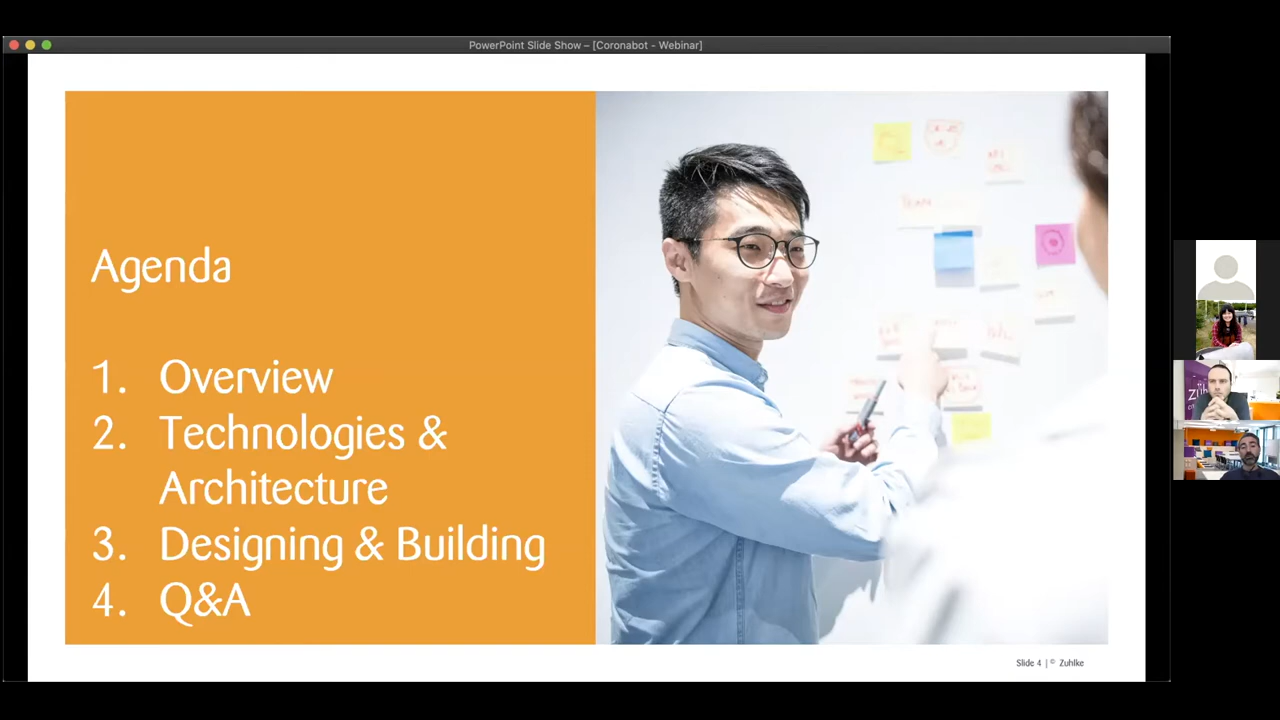 PowerPoint Slide Show – [Coronabot - Webinar]
Agenda
1. Overview
2. Technologies &
Architecture
3. Designing & Building
4. Q&A
Slide 4 | © Zuhlke